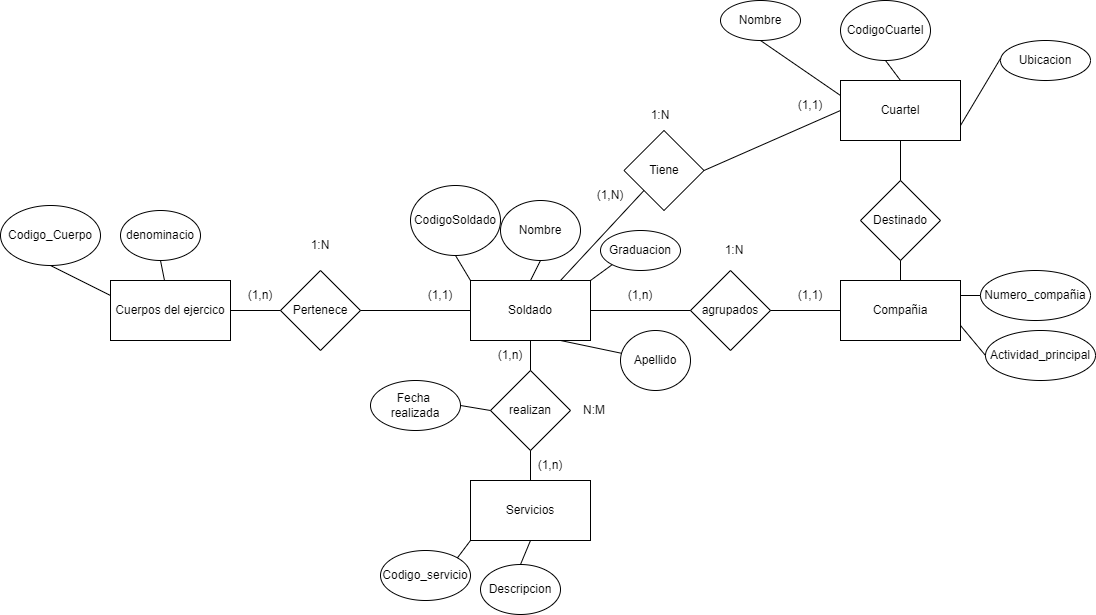 Nombre
CodigoCuartel
Ubicacion
Cuartel
(1,1)
1:N
Tiene
(1,N)
Destinado
CodigoSoldado
Nombre
Graduacion
Codigo_Cuerpo
denominacio
1:N
1:N
Cuerpos del ejercico
(1,n)
Pertenece
(1,1)
Soldado
(1,n)
agrupados
(1,1)
Compañia
Numero_compañia
Actividad_principal
(1,n)
Apellido
Fecha
realizada
realizan
N:M
(1,n)
Servicios
Codigo_servicio
Descripcion